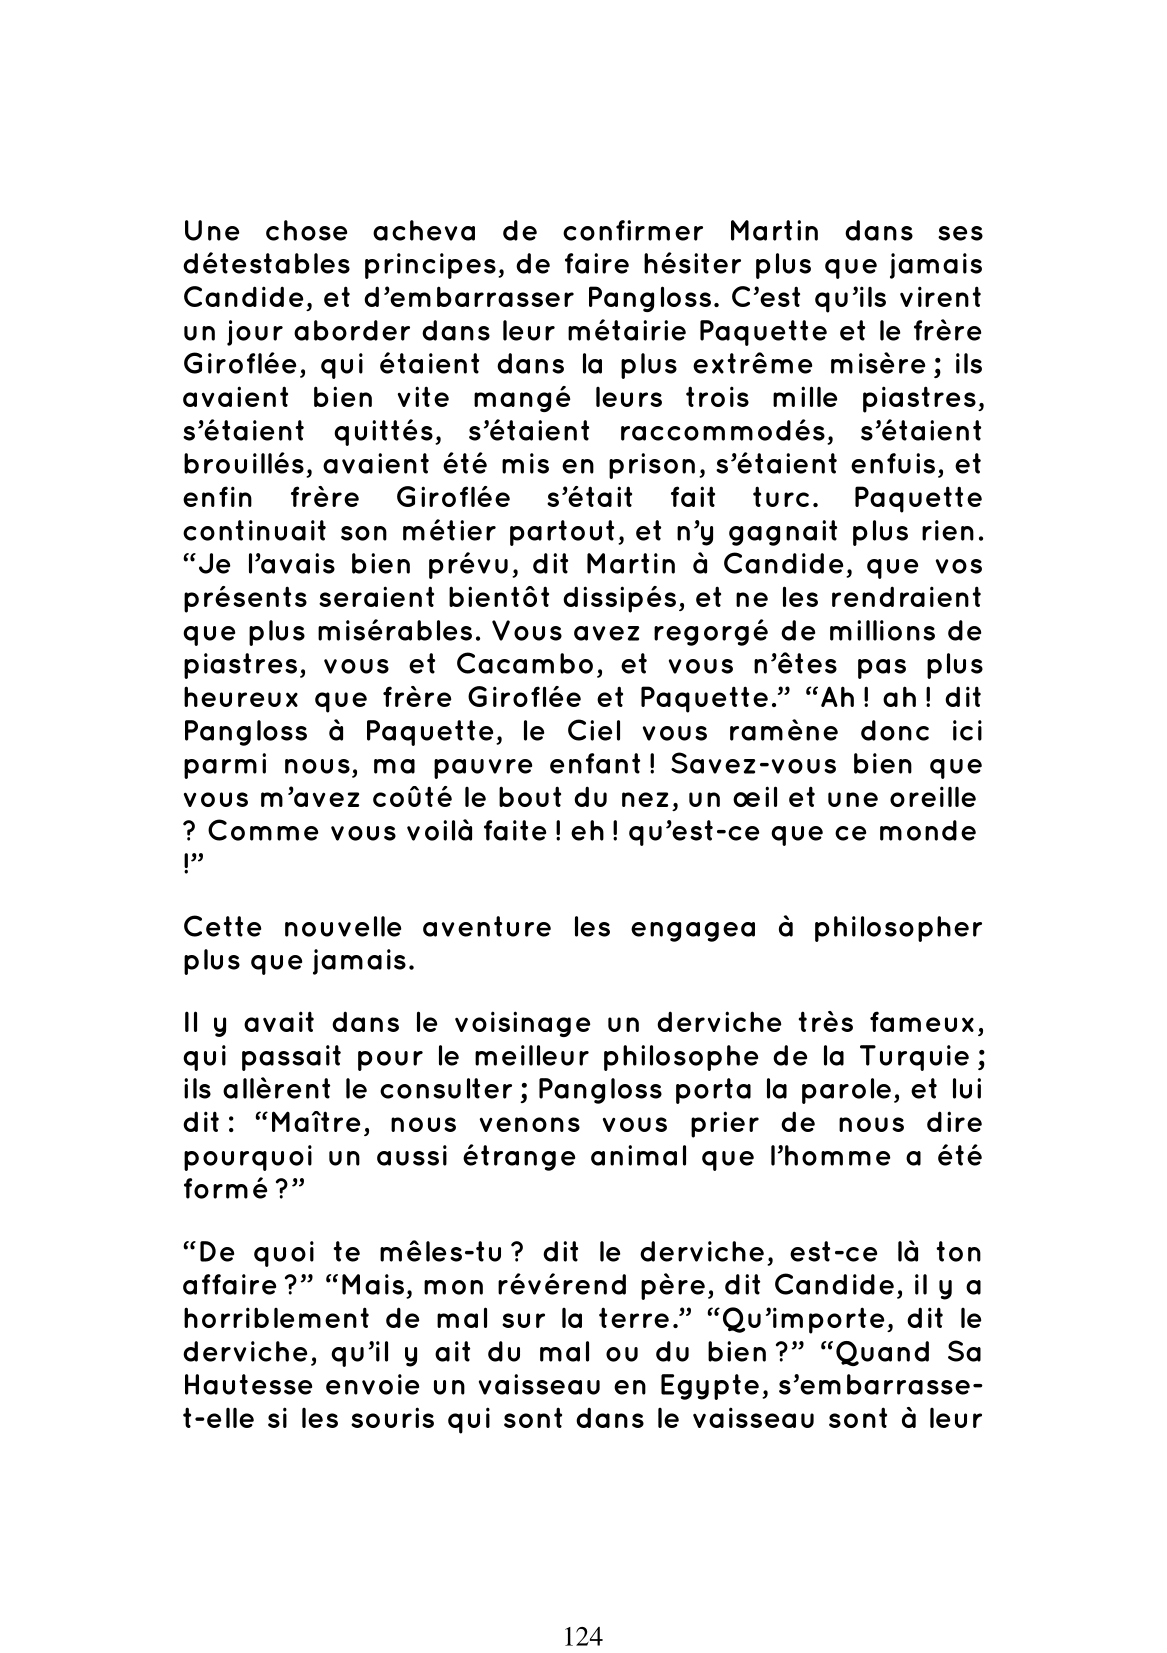 Une chose acheva de confirmer Martin dans ses
détestables principes, de faire hésiter plus que jamais
Candide, et d’embarrasser Pangloss. C’est qu’ils virent
un jour aborder dans leur métairie Paquette et le frère
Giroflée, qui étaient dans la plus extrême misère ; ils
avaient bien vite mangé leurs trois mille piastres,
s’étaient quittés, s’étaient raccommodés, s’étaient
brouillés, avaient été mis en prison, s’étaient enfuis, et
enfin frère Giroflée s’était fait turc. Paquette
continuait son métier partout, et n’y gagnait plus rien.
“Je l’avais bien prévu, dit Martin à Candide, que vos
présents seraient bientôt dissipés, et ne les rendraient
que plus misérables. Vous avez regorgé de millions de
piastres, vous et Cacambo, et vous n’êtes pas plus
heureux que frère Giroflée et Paquette.” “Ah ! ah ! dit
Pangloss à Paquette, le Ciel vous ramène donc ici
parmi nous, ma pauvre enfant ! Savez-vous bien que
vous m’avez coûté le bout du nez, un œil et une oreille
? Comme vous voilà faite ! eh ! qu’est-ce que ce monde
!”
Cette nouvelle aventure les engagea à philosopher
plus que jamais.
Il y avait dans le voisinage un derviche très fameux,
qui passait pour le meilleur philosophe de la Turquie ;
ils allèrent le consulter ; Pangloss porta la parole, et lui
dit : “Maître, nous venons vous prier de nous dire
pourquoi un aussi étrange animal que l’homme a été
formé ?”
“De quoi te mêles-tu ? dit le derviche, est-ce là ton
affaire ?” “Mais, mon révérend père, dit Candide, il y a
horriblement de mal sur la terre.” “Qu’importe, dit le
derviche, qu’il y ait du mal ou du bien ?” “Quand Sa
Hautesse envoie un vaisseau en Egypte, s’embarrasse-
t-elle si les souris qui sont dans le vaisseau sont à leur
124